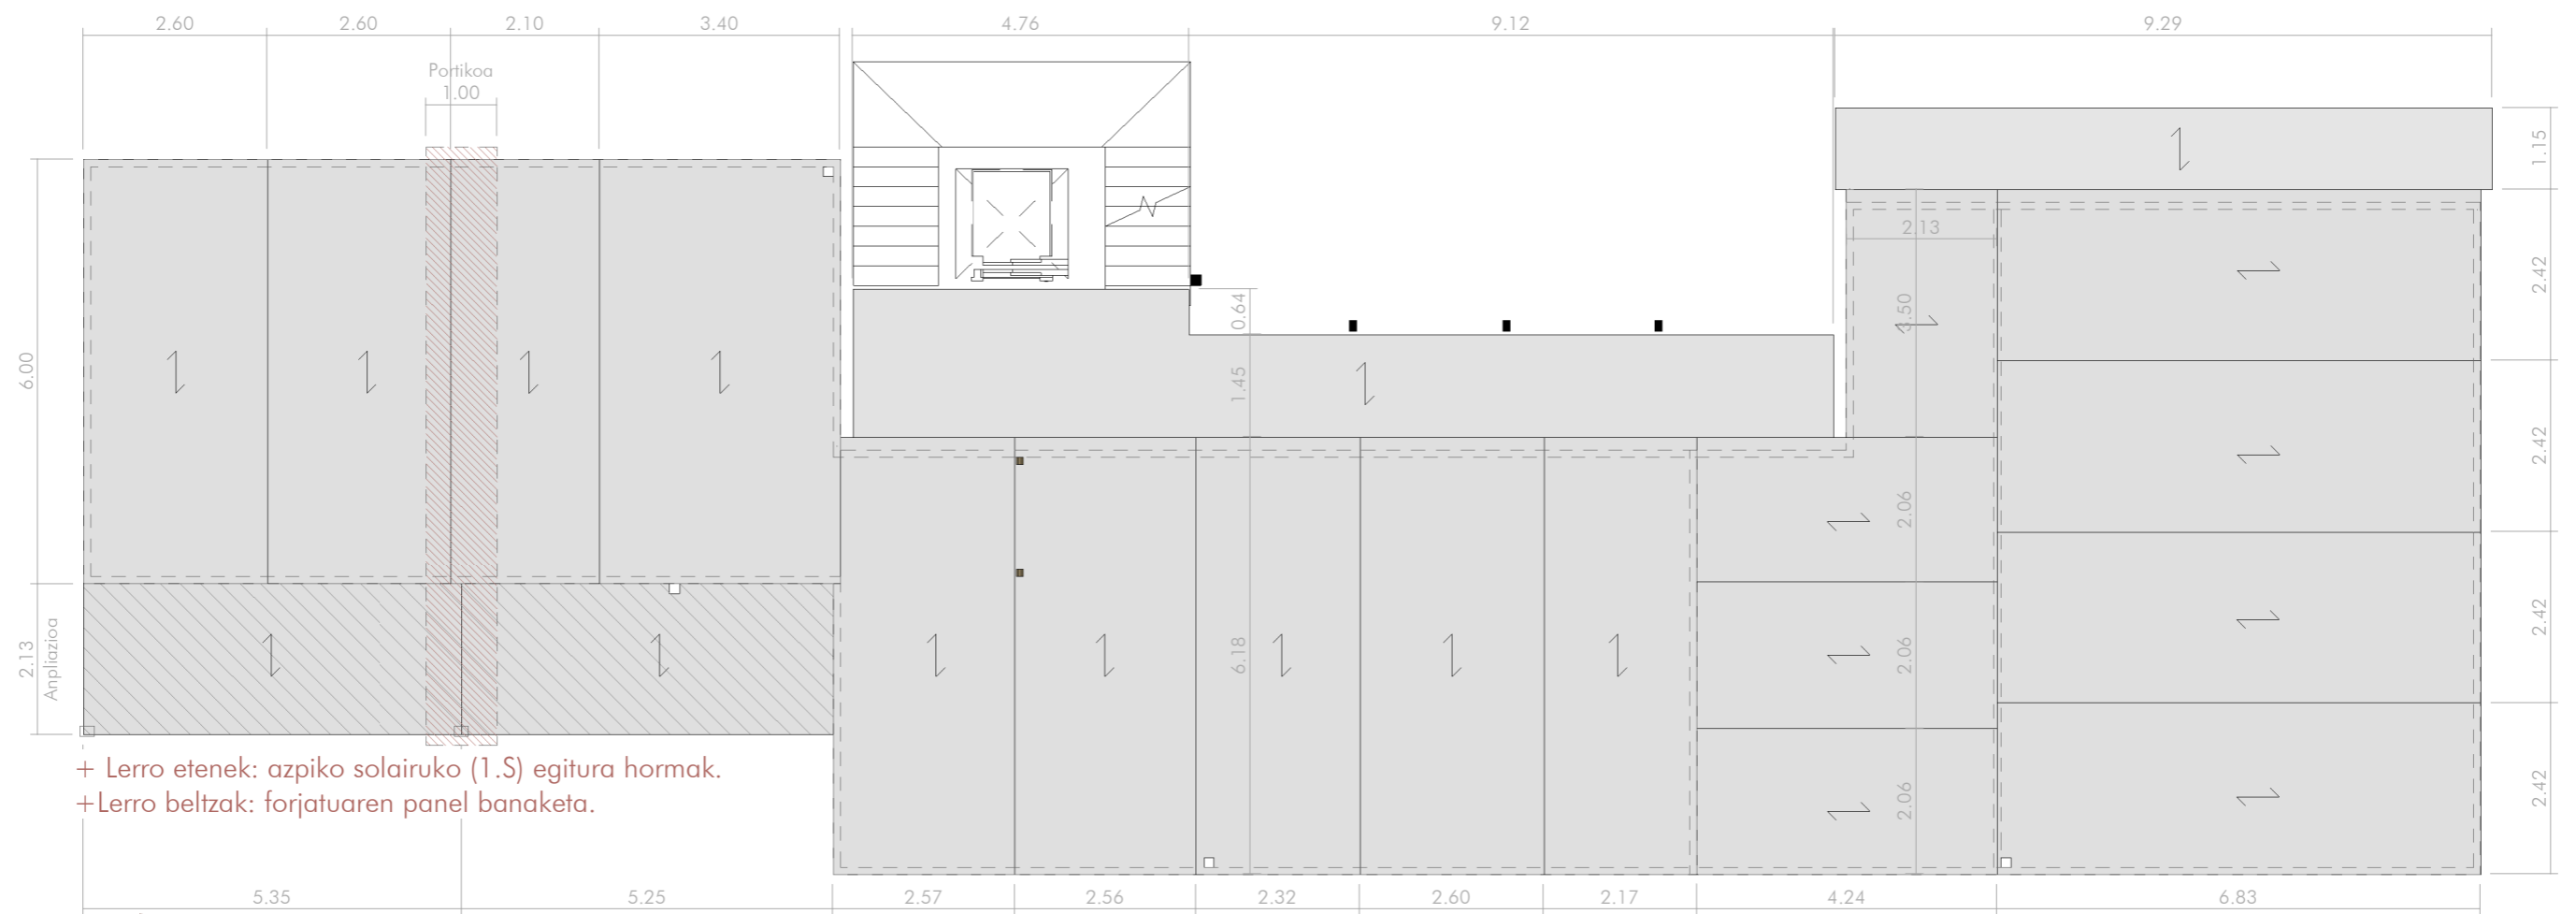 2.60 2.60 2.10 3.40 4.76 9.12 9.29
Portikoa
1.00
1.15
2.13
2.42
0.64
3.50
6.00
1.45
2.42
2.06
2.13
Anpliazioa
6.18
2.06
2.42
+ Lerro etenek: azpiko solairuko (1.S) egitura hormak.
+Lerro beltzak: forjatuaren panel banaketa.
2.06
2.42
5.35 5.25 2.57 2.56 2.32 2.60 2.17 4.24 6.83